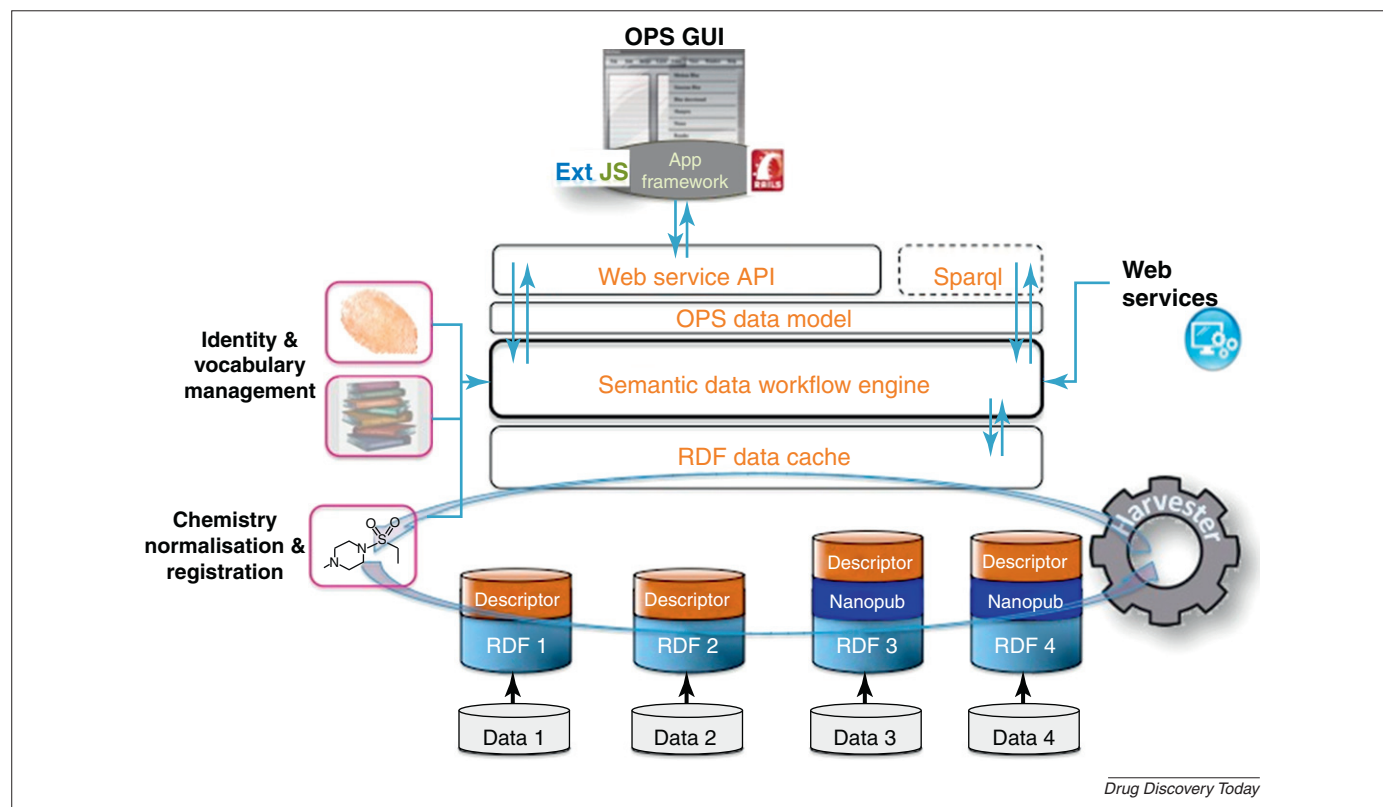 OPS GUI
Ext JS
App
framework
RAILS
Web service API
Sparql
Web
services
OPS data model
Identity &
vocabulary
management
Semantic data workflow engine
RDF data cache
Chemistry
normalisation &
registration
O
O
S
N
N
Harvester
Descriptor
Descriptor
Descriptor
Descriptor
Nanopub
Nanopub
RDF 1
RDF 2
RDF 3
RDF 4
Data 1
Data 2
Data 3
Data 4
Drug Discovery Today